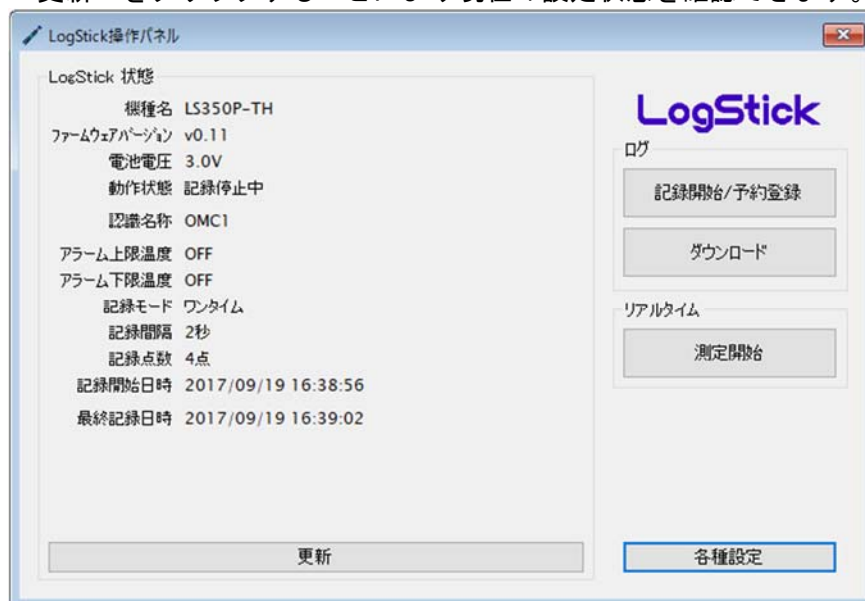 LogStick操作パネル
LogStick 状態
機種名 LS350P-TH
ファームウェアバージョン v0.11
電池電圧 3.0V
動作状態 記録停止中
認識名称 OMC1
アラーム上限温度 OFF
アラーム下限温度 OFF
記録モード ワンタイム
記録間隔 2秒
記録点数 4点
記録開始日時 2017/09/19 16:38:56
最終記録日時 2017/09/19 16:39:02
更新
LogStick
ログ
記録開始/予約登録
ダウンロード
リアルタイム
測定開始
各種設定